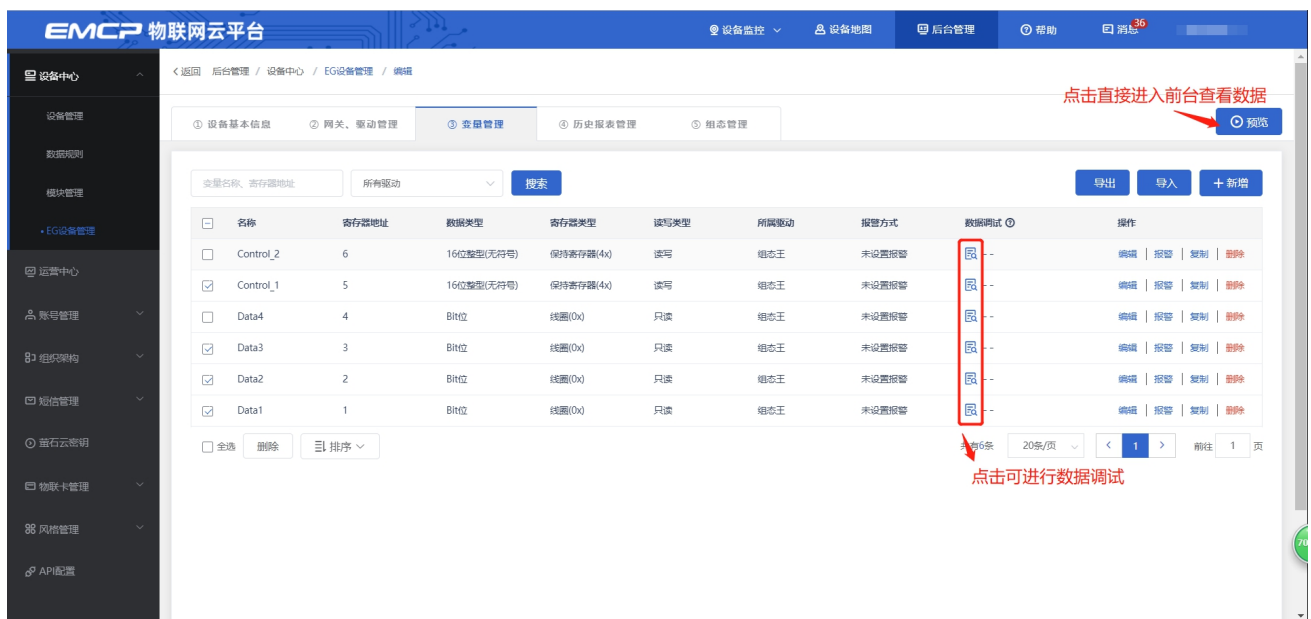 EMCP 物联网云平台 设备监控 设备地图 后台管理 帮助 消息 36
设备中心
设备管理
数据规则
模块管理
EG设备管理
运营中心
账号管理
组织架构
短信管理
萤石云密钥
物联卡管理
风格管理
API配置
返回 后台管理 / 设备中心 / EG设备管理 / 编辑
点击直接进入前台查看数据
① 设备基本信息 ② 网关、驱动管理 ③ 变量管理 ④ 历史报表管理 ⑤ 组态管理 预览
变量名称、寄存器地址 所有驱动 搜索 导出 导入 +新增
名称 寄存器地址 数据类型 寄存器类型 读写类型 所属驱动 报警方式 数据调试 操作
Control_2 6 16位整型(无符号) 保持寄存器(4x) 读写 组态王 未设置报警 -- 编辑 | 报警 | 复制 | 删除
Control_1 5 16位整型(无符号) 保持寄存器(4x) 读写 组态王 未设置报警 -- 编辑 | 报警 | 复制 | 删除
Data4 4 Bit位 线圈(0x) 只读 组态王 未设置报警 -- 编辑 | 报警 | 复制 | 删除
Data3 3 Bit位 线圈(0x) 只读 组态王 未设置报警 -- 编辑 | 报警 | 复制 | 删除
Data2 2 Bit位 线圈(0x) 只读 组态王 未设置报警 -- 编辑 | 报警 | 复制 | 删除
Data1 1 Bit位 线圈(0x) 只读 组态王 未设置报警 -- 编辑 | 报警 | 复制 | 删除
全选 删除 排序 共有6条 20条/页 < 1 > 前往 1 页
点击可进行数据调试
70